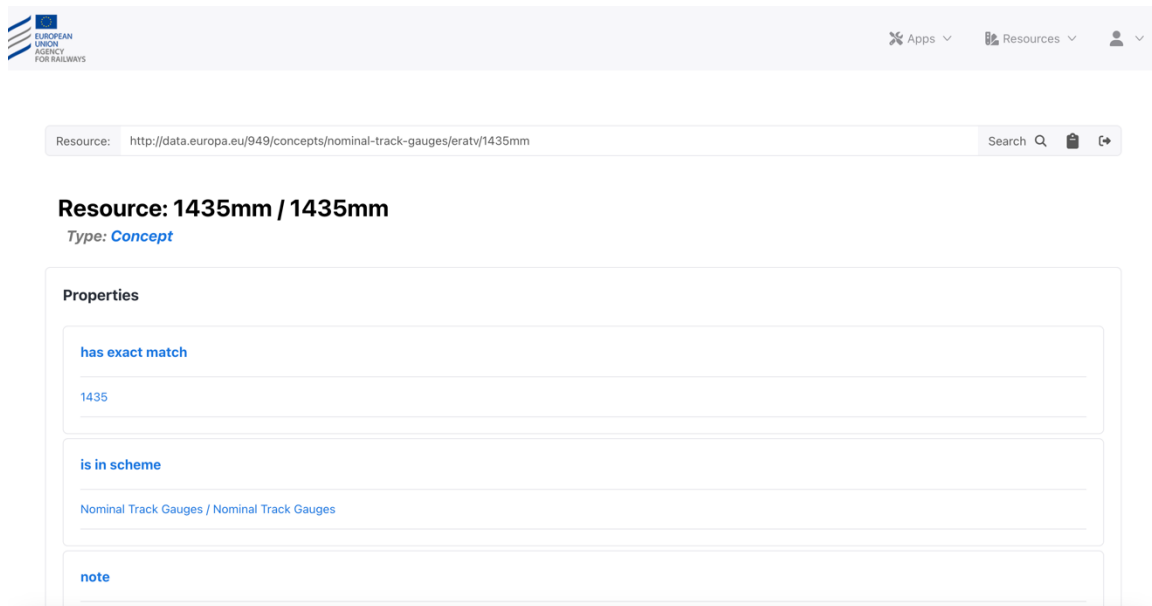 EUROPEAN
UNION
AGENCY
FOR RAILWAYS
Apps
Resources
Resource: http://data.europa.eu/949/concepts/nominal-track-gauges/eratv/1435mm Search
Resource: 1435mm / 1435mm
Type: Concept
Properties
has exact match
1435
is in scheme
Nominal Track Gauges / Nominal Track Gauges
note